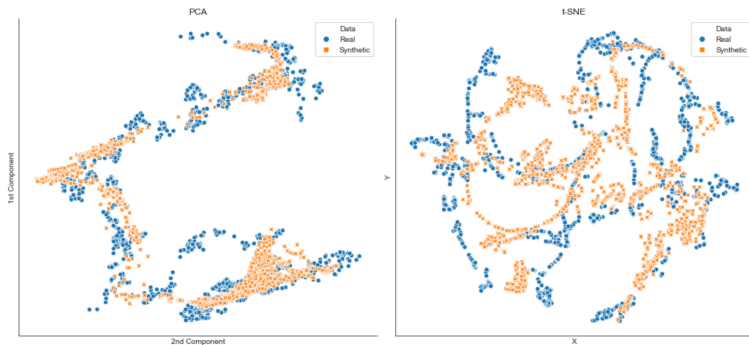 PCA
Data
Real
Synthetic
1st Component
2nd Component
t-SNE
Data
Real
Synthetic
Y
X